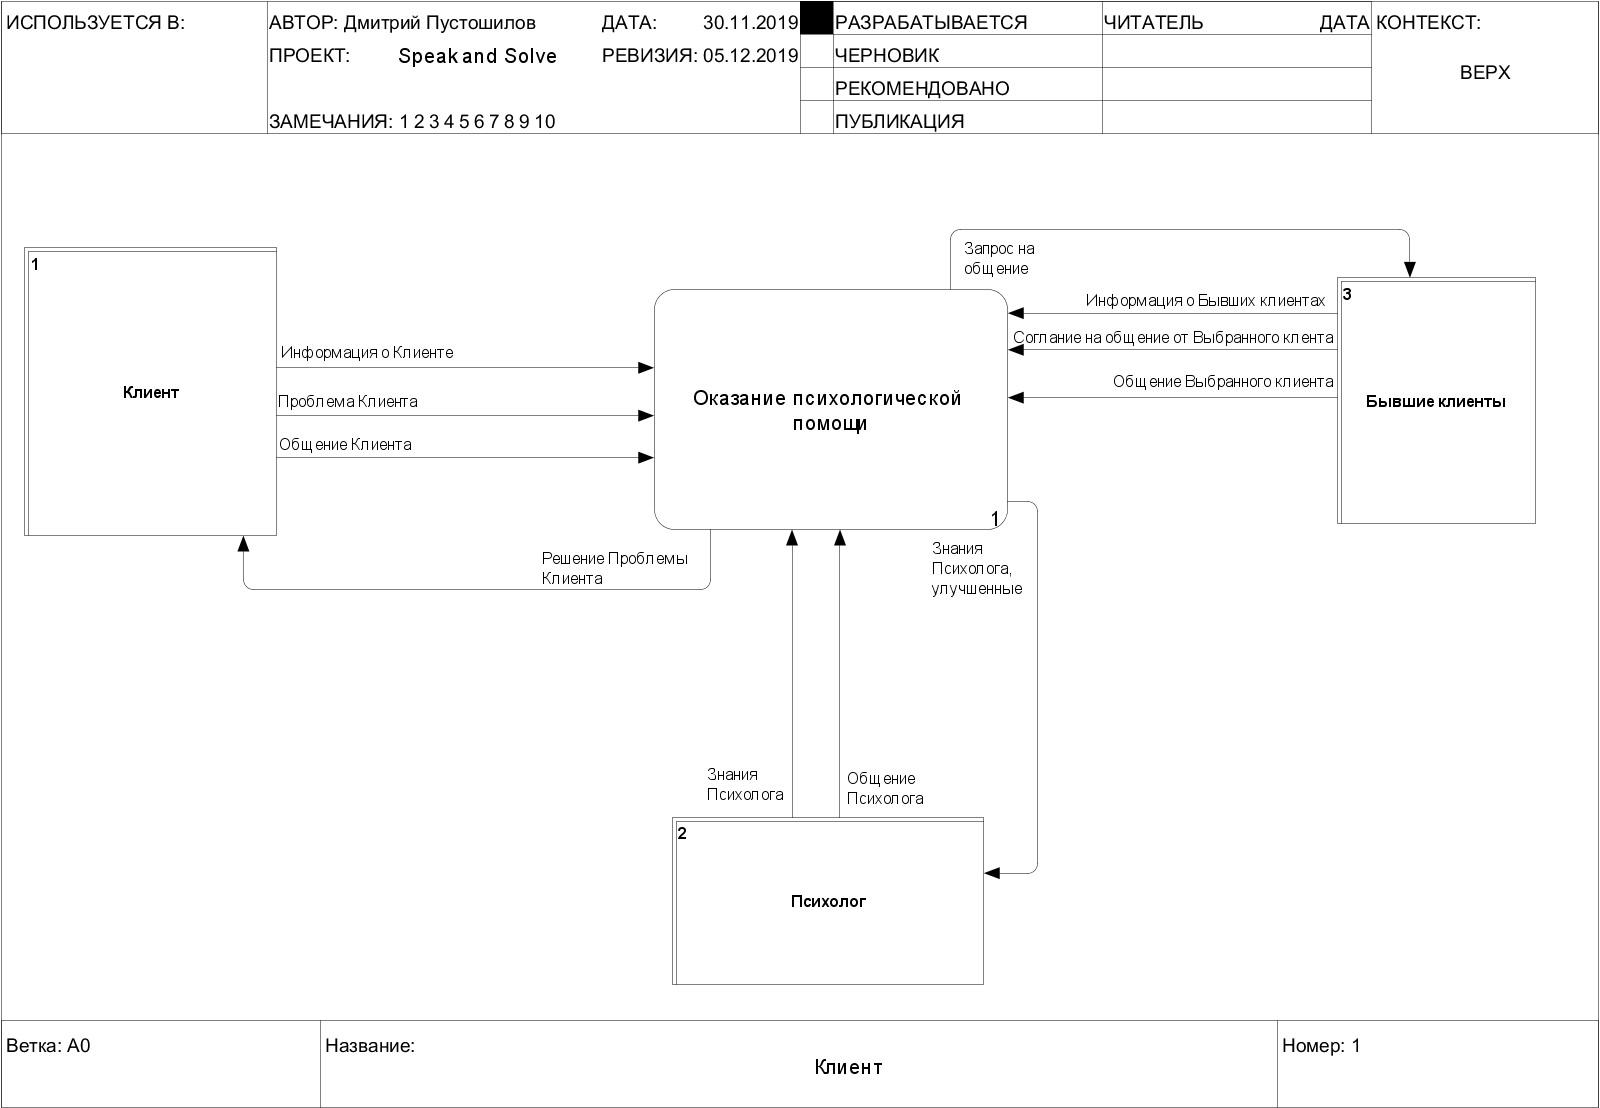 ИСПОЛЬЗУЕТСЯ В:
АВТОР: Дмитрий Пустошилов
ДАТА: 30.11.2019
ПРОЕКТ: Speak and Solve
РЕВИЗИЯ: 05.12.2019
ЗАМЕЧАНИЯ: 1 2 3 4 5 6 7 8 9 10
РАЗРАБАТЫВАЕТСЯ
ЧЕРНОВИК
РЕКОМЕНДОВАНО
ПУБЛИКАЦИЯ
ЧИТАТЕЛЬ ДАТА
КОНТЕКСТ:
ВЕРХ
1
Клиент
Информация о Клиенте
Проблема Клиента
Общение Клиента
Решение Проблемы
Клиента
Оказание психологической
помощи
1
Запрос на
общение
Информация о Бывших клиентах
Соглание на общение от Выбранного клента
Общение Выбранного клиента
3
Бывшие клиенты
Знания
Психолога,
улучшенные
Знания
Психолога
Общение
Психолога
2
Психолог
Ветка: A0
Название:
Клиент
Номер: 1